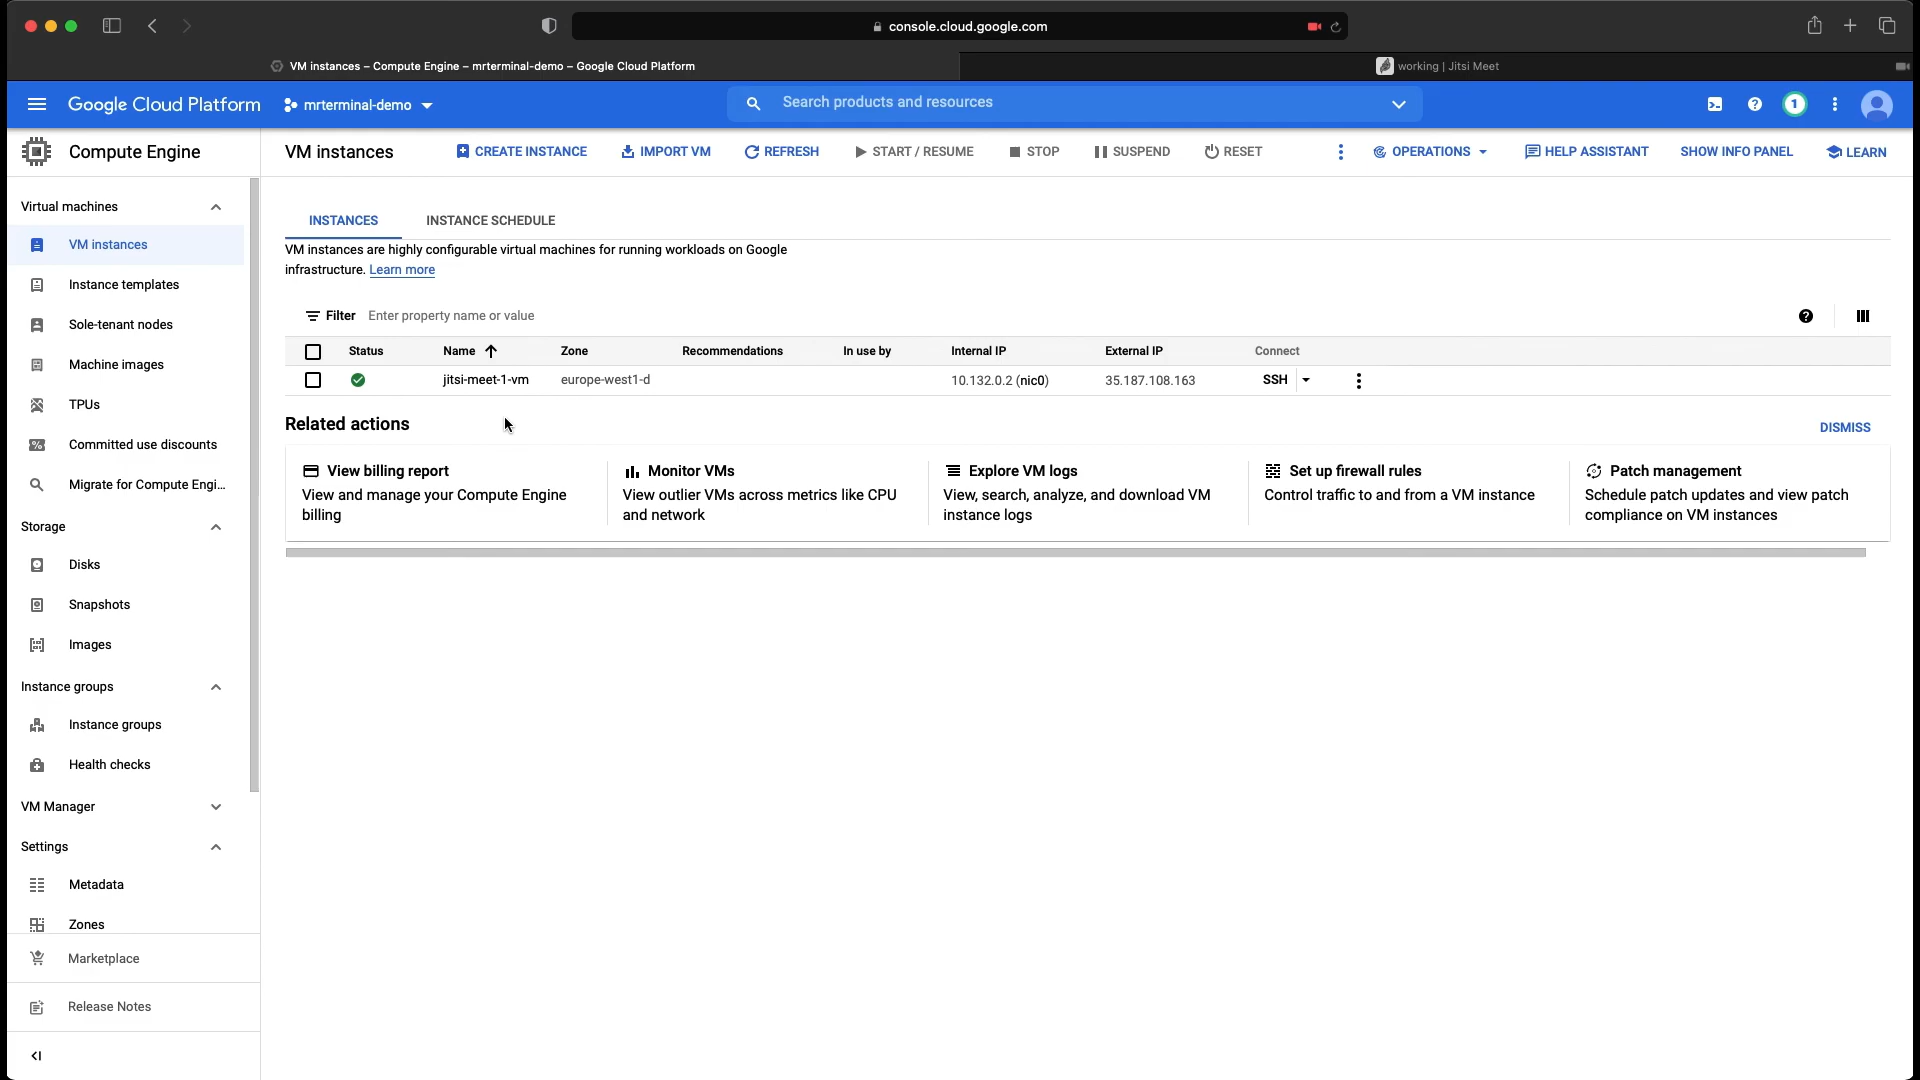 console.cloud.google.com
VM instances – Compute Engine – mrterminal-demo – Google Cloud Platform
working | Jitsi Meet
Google Cloud Platform
mrterminal-demo
Search products and resources
1
Compute Engine
VM instances
CREATE INSTANCE
IMPORT VM
REFRESH
START / RESUME
STOP
SUSPEND
RESET
OPERATIONS
HELP ASSISTANT
SHOW INFO PANEL
LEARN
Virtual machines
VM instances
Instance templates
Sole-tenant nodes
Machine images
TPUs
Committed use discounts
Migrate for Compute Engi...
Storage
Disks
Snapshots
Images
Instance groups
Instance groups
Health checks
VM Manager
Settings
Metadata
Zones
Marketplace
Release Notes
INSTANCES
INSTANCE SCHEDULE
VM instances are highly configurable virtual machines for running workloads on Google
infrastructure. Learn more
Filter Enter property name or value
Status Name Zone Recommendations In use by Internal IP External IP Connect
jitsi-meet-1-vm europe-west1-d 10.132.0.2 (nic0) 35.187.108.163 SSH
Related actions
DISMISS
View billing report
View and manage your Compute Engine
billing
Monitor VMs
View outlier VMs across metrics like CPU
and network
Explore VM logs
View, search, analyze, and download VM
instance logs
Set up firewall rules
Control traffic to and from a VM instance
Patch management
Schedule patch updates and view patch
compliance on VM instances